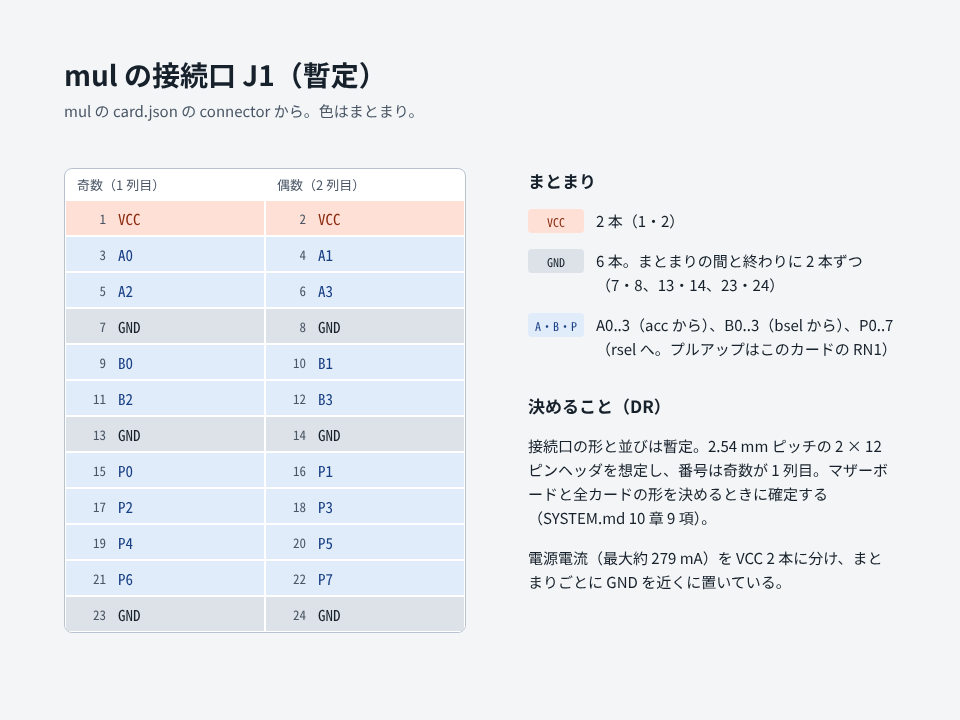 mul の接続口 J1（暫定）
mul の card.json の connector から。色はまとまり。
奇数（1 列目） 偶数（2 列目）
1 VCC 2 VCC
3 A0 4 A1
5 A2 6 A3
7 GND 8 GND
9 B0 10 B1
11 B2 12 B3
13 GND 14 GND
15 P0 16 P1
17 P2 18 P3
19 P4 20 P5
21 P6 22 P7
23 GND 24 GND
まとまり
VCC 2 本（1・2）
GND 6 本。まとまりの間と終わりに 2 本ずつ
（7・8、13・14、23・24）
A・B・P A0..3（acc から）、B0..3（bsel から）、P0..7
（rsel へ。プルアップはこのカードの RN1）
決めること（DR）
接続口の形と並びは暫定。2.54 mm ピッチの 2 × 12
ピンヘッダを想定し、番号は奇数が 1 列目。マザーボ
ードと全カードの形を決めるときに確定する
（SYSTEM.md 10 章 9 項）。
電源電流（最大約 279 mA）を VCC 2 本に分け、まと
まりごとに GND を近くに置いている。